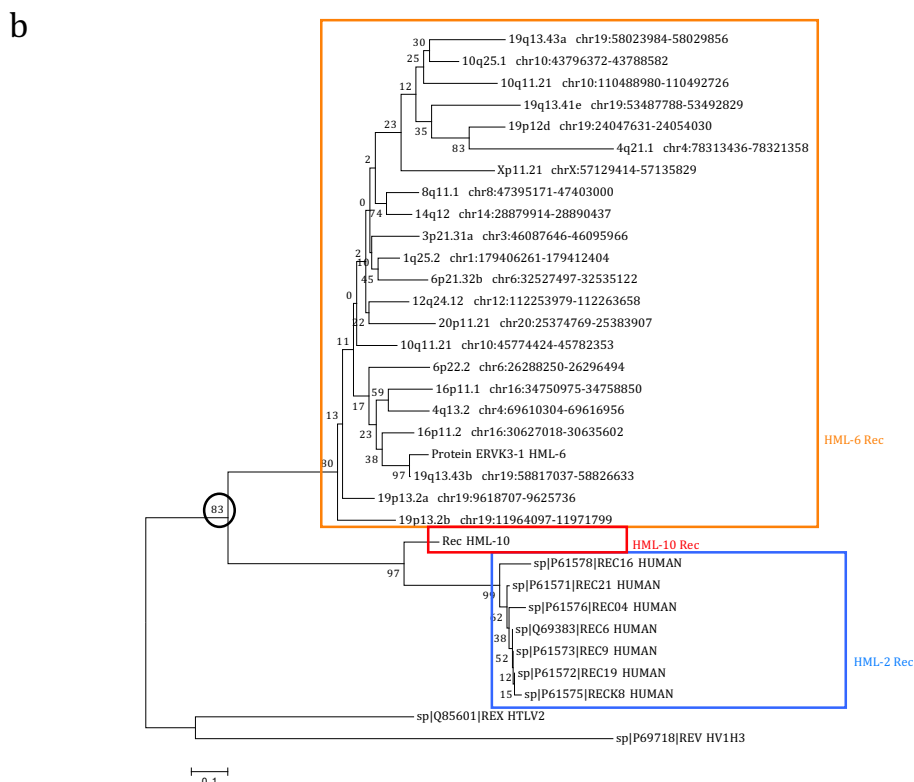 b
30
19q13.43a chr19:58023984-58029856
25
10q25.1 chr10:43796372-43788582
10q11.21 chr10:110488980-110492726
12
19q13.41e chr19:53487788-53492829
23
35
19p12d chr19:24047631-24054030
83
4q21.1 chr4:78313436-78321358
2
Xp11.21 chrX:57129414-57135829
8q11.1 chr8:47395171-47403000
0
74
14q12 chr14:28879914-28890437
3p21.31a chr3:46087646-46095966
2
10
1q25.2 chr1:179406261-179412404
45
6p21.32b chr6:32527497-32535122
0
12q24.12 chr12:112253979-112263658
22
20p11.21 chr20:25374769-25383907
11
10q11.21 chr10:45774424-45782353
6p22.2 chr6:26288250-26296494
59
16p11.1 chr16:34750975-34758850
17
4q13.2 chr4:69610304-69616956
13
23
16p11.2 chr16:30627018-30635602
HML-6 Rec
38
Protein ERVK3-1 HML-6
80
97
19q13.43b chr19:58817037-58826633
19p13.2a chr19:9618707-9625736
83
19p13.2b chr19:11964097-11971799
Rec HML-10
HML-10 Rec
97
sp|P61578|REC16 HUMAN
99
sp|P61571|REC21 HUMAN
62
sp|P61576|REC04 HUMAN
38
sp|Q69383|REC6 HUMAN
52
sp|P61573|REC9 HUMAN
HML-2 Rec
12
sp|P61572|REC19 HUMAN
15
sp|P61575|RECK8 HUMAN
sp|Q85601|REX HTLV2
sp|P69718|REV HV1H3
0.1